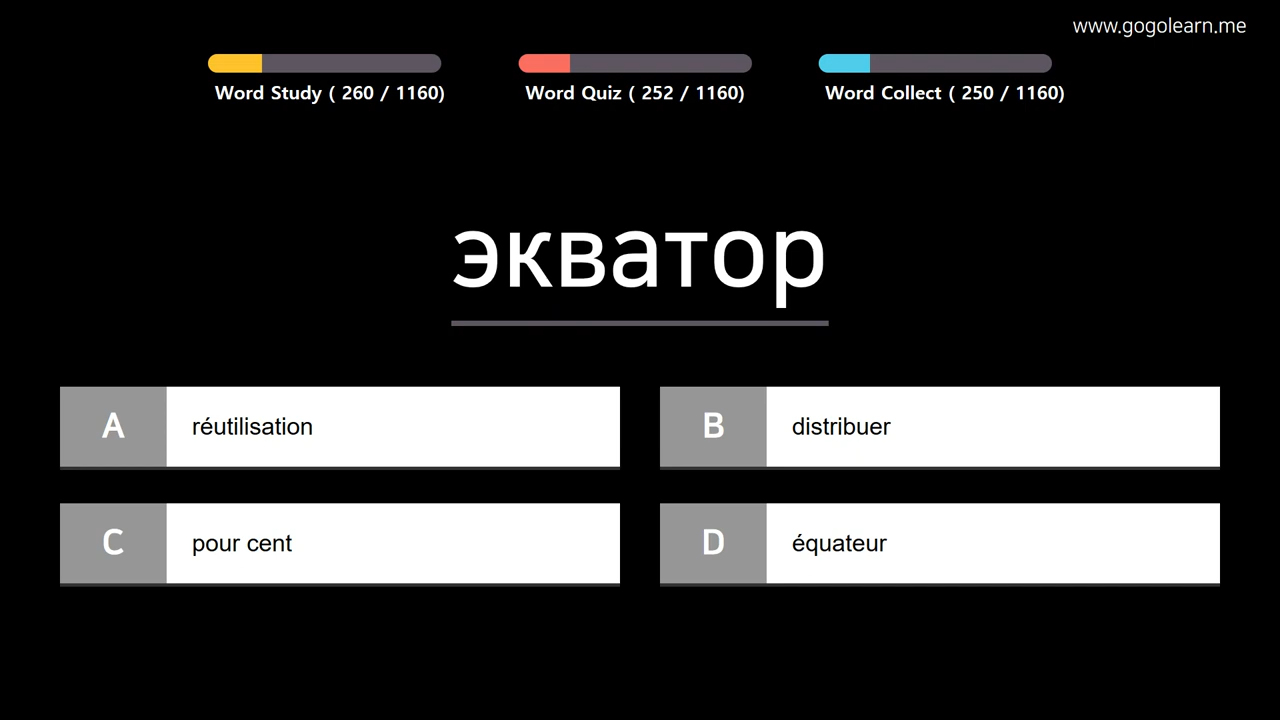 www.gogolearn.me
Word Study ( 260 / 1160)
Word Quiz ( 252 / 1160)
Word Collect ( 250 / 1160)
экватор
A réutilisation
B distribuer
C pour cent
D équateur